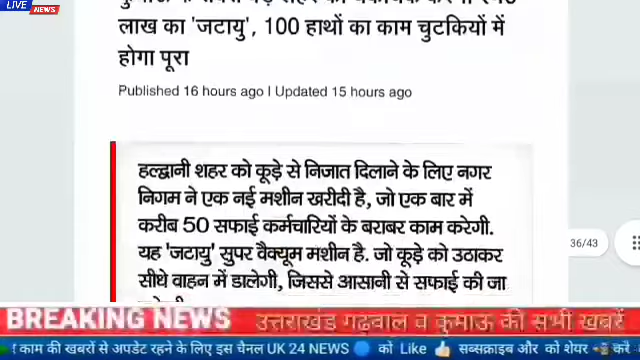 LIVE
NEWS
लाख का 'जटायु', 100 हाथों का काम चुटकियों में
होगा पूरा
Published 16 hours ago I Updated 15 hours ago
हल्द्वानी शहर को कूड़े से निजात दिलाने के लिए नगर
निगम ने एक नई मशीन खरीदी है, जो एक बार में
करीब 50 सफाई कर्मचारियों के बराबर काम करेगी.
यह 'जटायु' सुपर वैक्यूम मशीन है. जो कूड़े को उठाकर
सीधे वाहन में डालेगी, जिससे आसानी से सफाई की जा
36/43
BREAKING NEWS
उत्तराखंड गढ़वाल व कुमाऊ की सभी खबरें
काम की खबरों से अपडेट रहने के लिए इस चैनल UK 24 NEWS को Like सब्सक्राइब और को शेयर करें